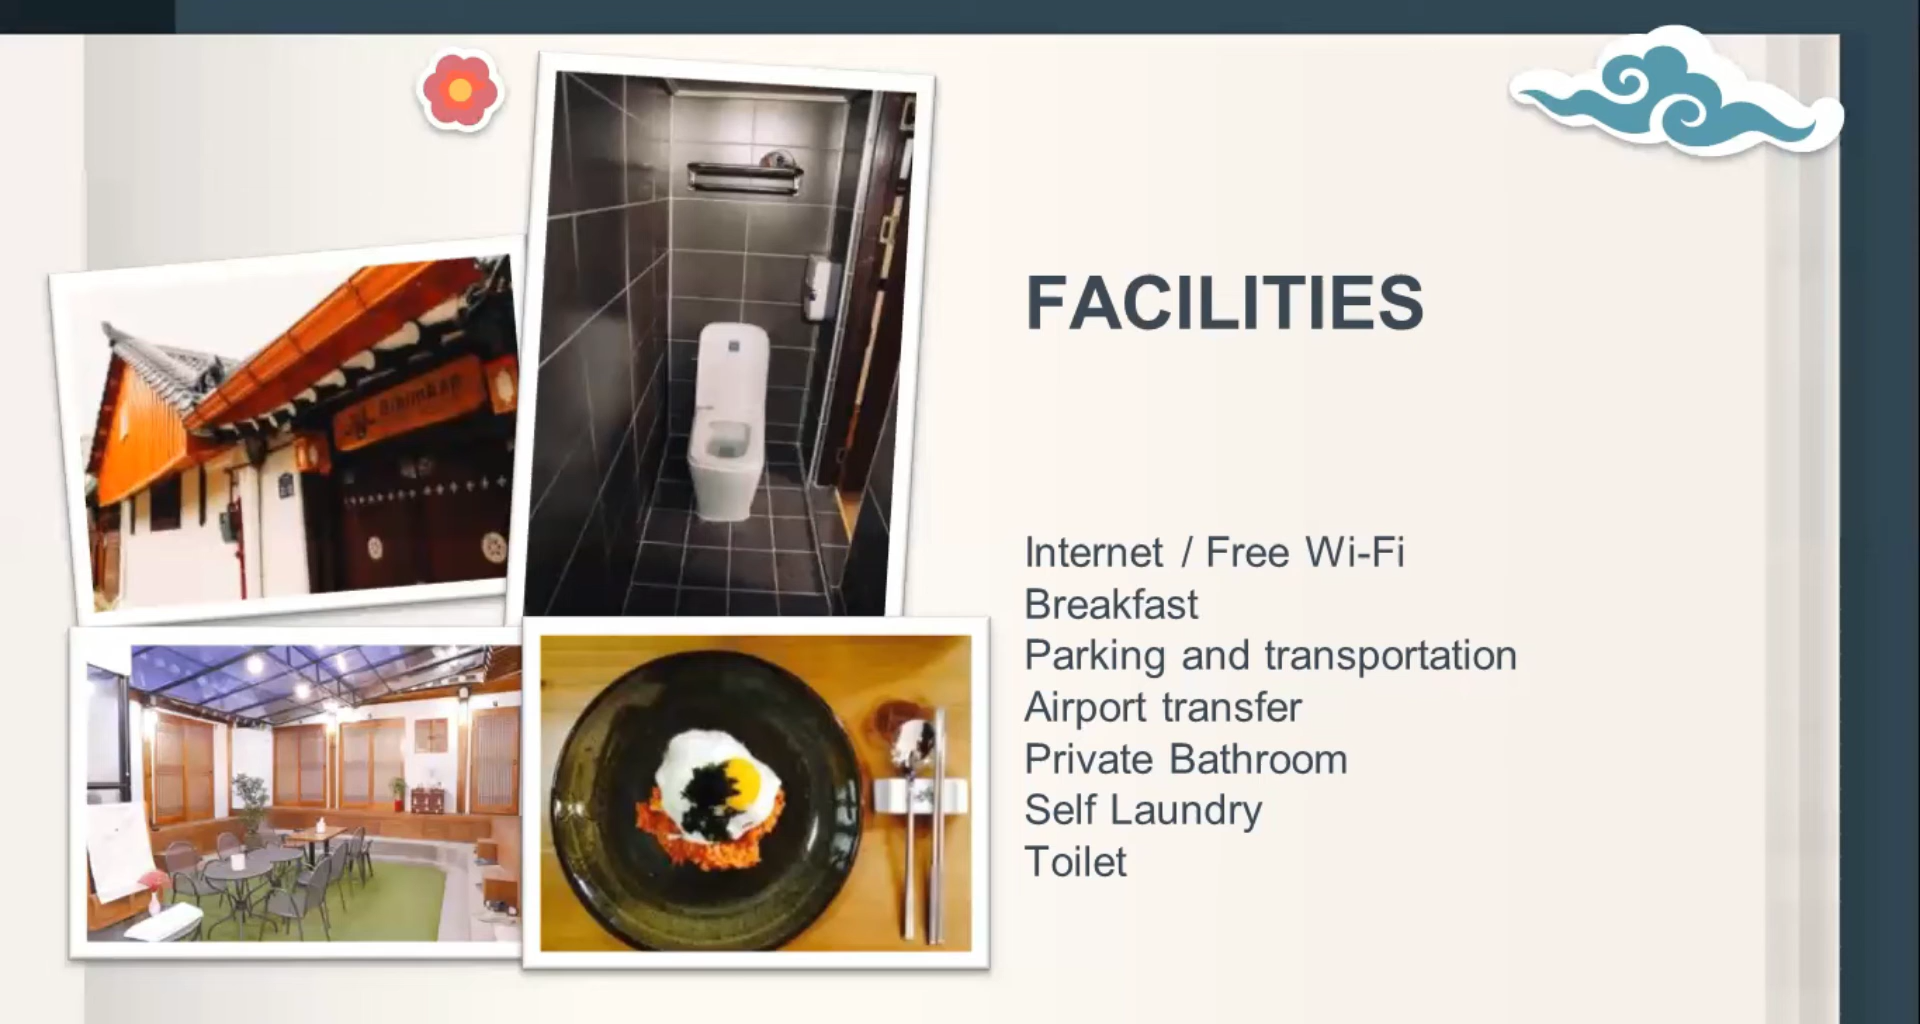 FACILITIES
Internet / Free Wi-Fi
Breakfast
Parking and transportation
Airport transfer
Private Bathroom
Self Laundry
Toilet